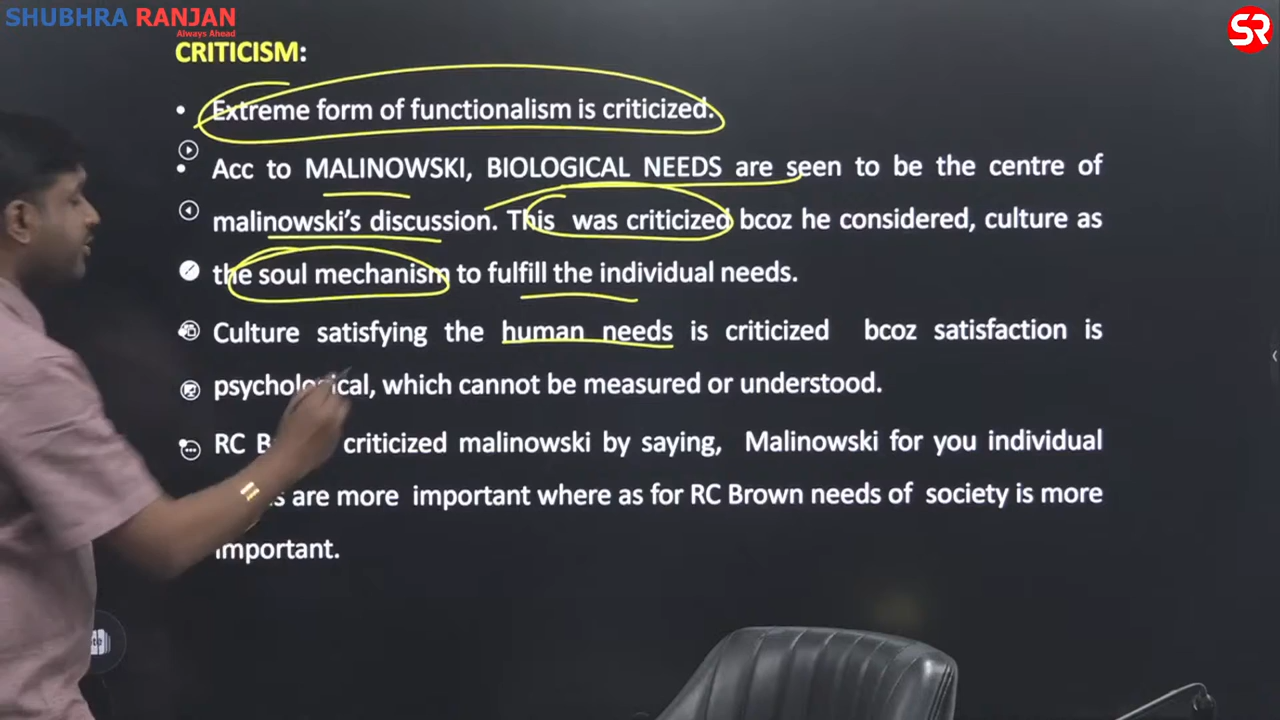 SHUBHRA RANJAN
Always Ahead
SR
CRITICISM:
• Extreme form of functionalism is criticized.
• Acc to MALINOWSKI, BIOLOGICAL NEEDS are seen to be the centre of
malinowski's discussion. This was criticized bcoz he considered, culture as
the soul mechanism to fulfill the individual needs.
Culture satisfying the human needs is criticized bcoz satisfaction is
psychological, which cannot be measured or understood.
RC criticized malinowski by saying, Malinowski for you individual
are more important where as for RC Brown needs of society is more
important.